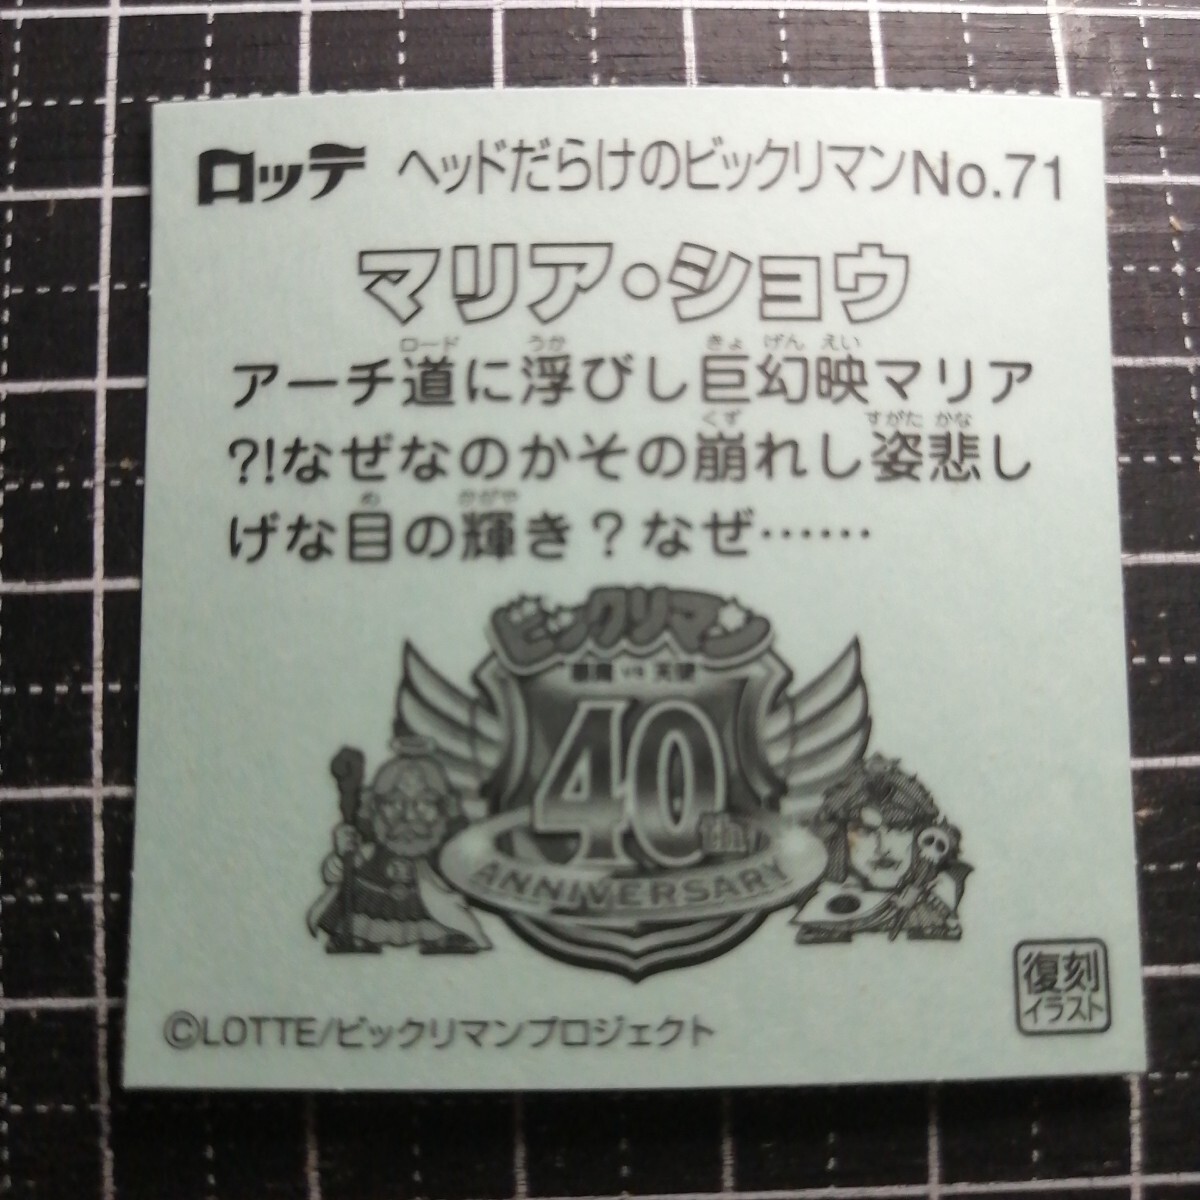 ロッテ ヘッドだらけのビックリマンNo.71
マリア・ショウ
アーチ道に浮びし巨幻映マリア
ロード うか きょ げん えい
?!なぜなのかその崩れし姿悲し
くず すがた かな
げな目の輝き？なぜ……
め かがや
ビックリマン
悪魔 VS 天使
40th
ANNIVERSARY
復刻
イラスト
©LOTTE/ビックリマンプロジェクト